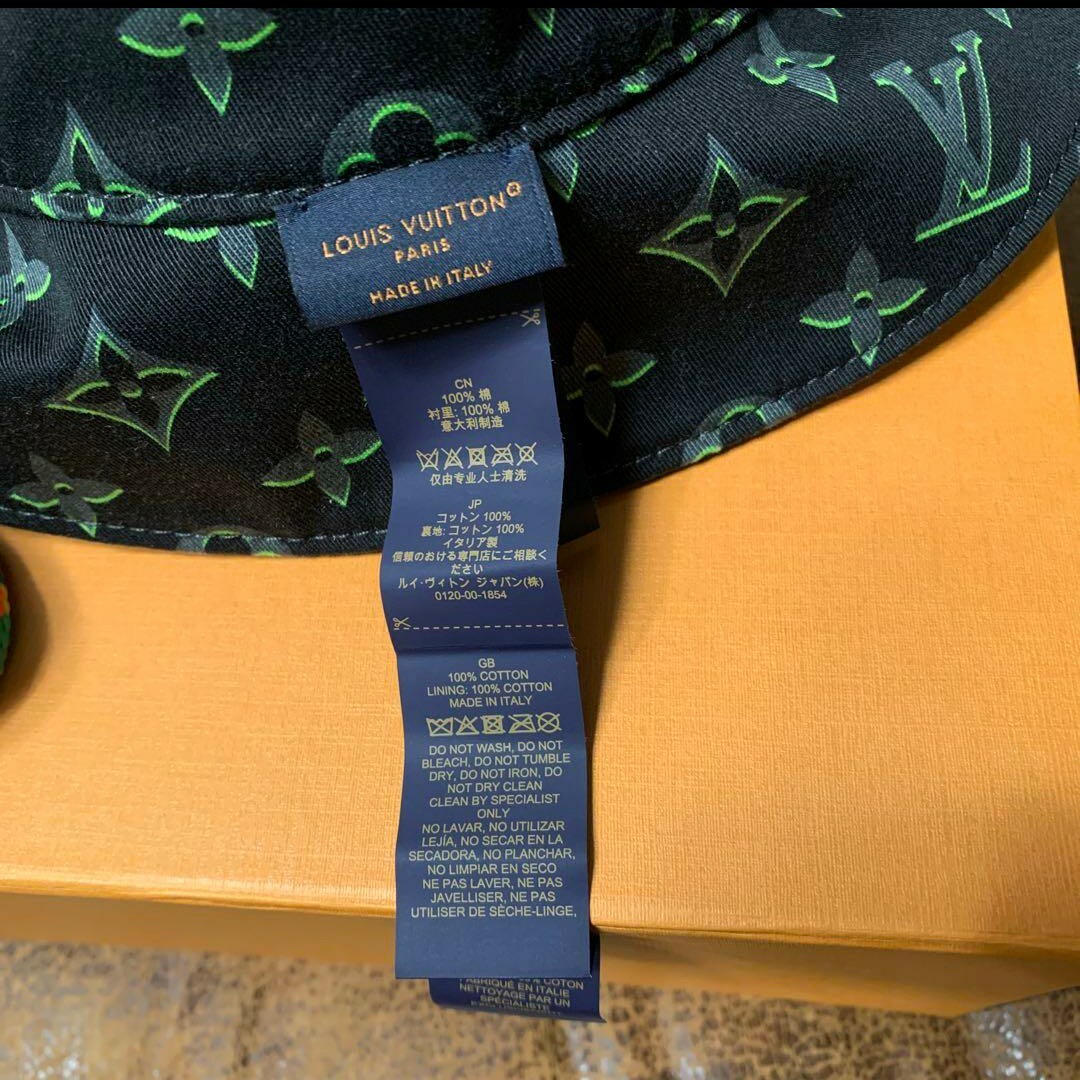 LV
LOUIS VUITTON®
PARIS
MADE IN ITALY
CN
100% 棉
衬里: 100% 棉
意大利制造
仅由专业人士清洗
JP
コットン 100%
裏地: コットン 100%
イタリア製
信頼のおける専門店にご相談く
ださい
ルイ·ヴィトン ジャパン(株)
0120-00-1854
GB
100% COTTON
LINING: 100% COTTON
MADE IN ITALY
DO NOT WASH, DO NOT
BLEACH, DO NOT TUMBLE
DRY, DO NOT IRON, DO
NOT DRY CLEAN
CLEAN BY SPECIALIST
ONLY
NO LAVAR, NO UTILIZAR
LEJÍA, NO SECAR EN LA
SECADORA, NO PLANCHAR,
NO LIMPIAR EN SECO
NE PAS LAVER, NE PAS
JAVELLISER, NE PAS
UTILISER DE SÈCHE-LINGE,
COTON
FABRIQUÉ EN ITALIE
NETTOYAGE PAR UN
SPÉCIALISTE